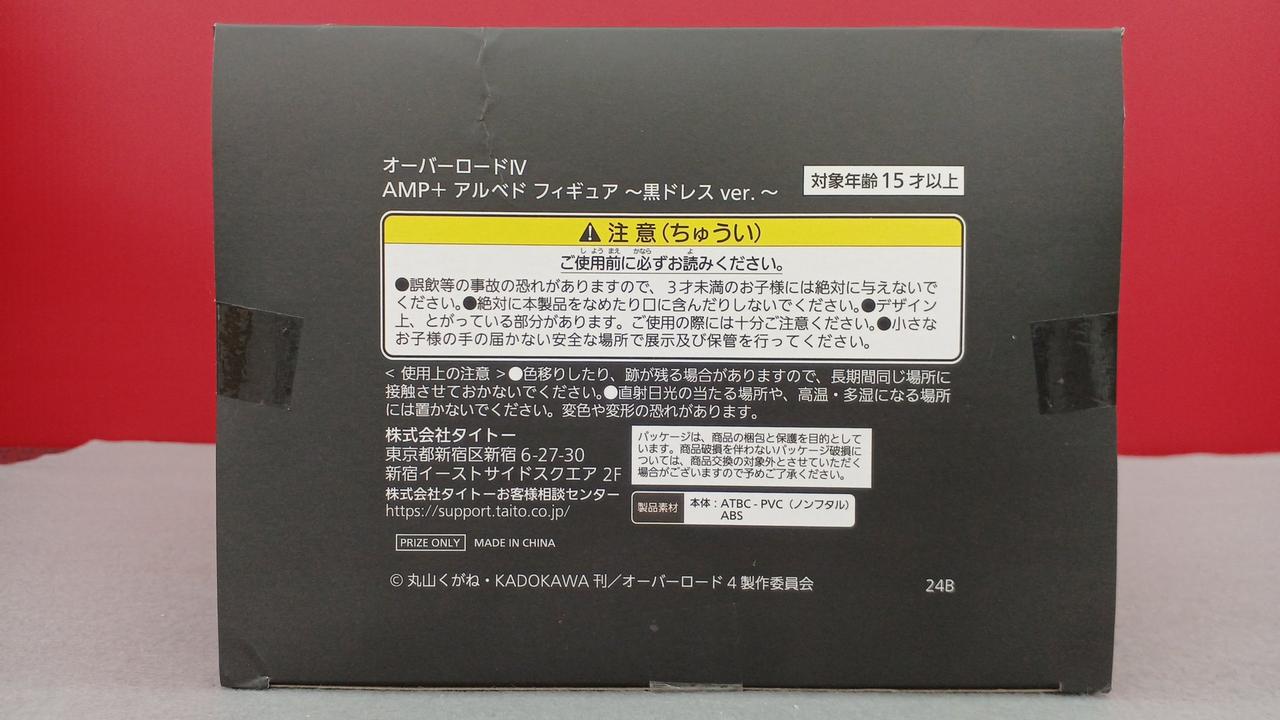 オーバーロードⅣ
AMP＋ アルベド フィギュア ～黒ドレス ver. ～
対象年齢 15 才以上
⚠ 注 意（ちゅうい）
しようまえ かなら よ
ご使用前に必ずお読みください。
●誤飲等の事故の恐れがありますので、３才未満のお子様には絶対に与えないで
ください。●絶対に本製品をなめたり口に含んだりしないでください。●デザイン
上、とがっている部分があります。ご使用の際には十分ご注意ください。●小さな
お子様の手の届かない安全な場所で展示及び保管を行ってください。
＜ 使用上の注意 ＞●色移りしたり、跡が残る場合がありますので、長期間同じ場所に
接触させておかないでください。●直射日光の当たる場所や、高温・多湿になる場所
には置かないでください。変色や変形の恐れがあります。
株式会社タイトー
東京都新宿区新宿 6-27-30
新宿イーストサイドスクエア 2F
株式会社タイトーお客様相談センター
https://support.taito.co.jp/
パッケージは、商品の梱包と保護を目的として
います。商品破損を伴わないパッケージ破損に
ついては、商品交換の対象外とさせていただく
場合がございますので予めご了承ください。
製品素材
本体：ATBC - PVC（ノンフタル）
ABS
PRIZE ONLY MADE IN CHINA
© 丸山くがね・KADOKAWA 刊／オーバーロード 4 製作委員会
24B